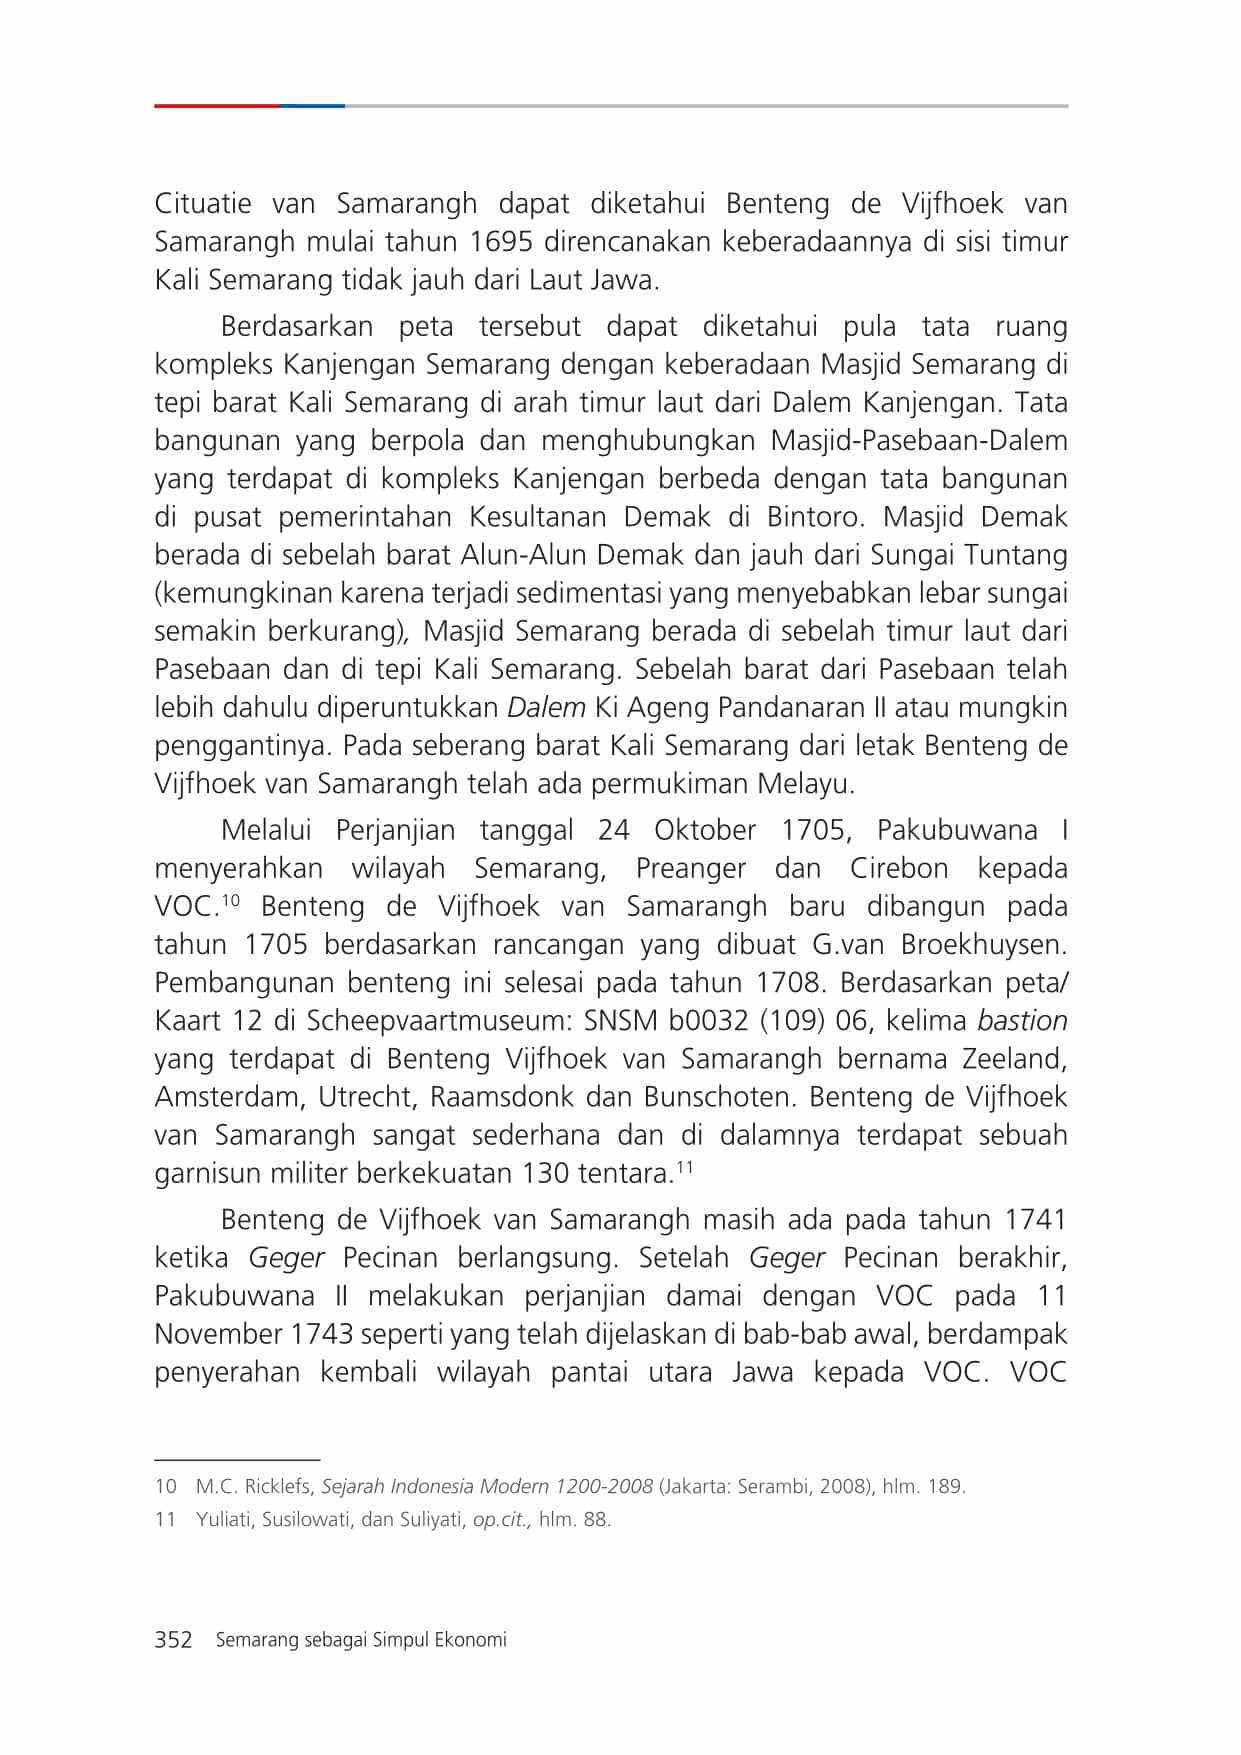 Cituatie van Samarangh dapat diketahui Benteng de Vijfhoek van
Samarangh mulai tahun 1695 direncanakan keberadaannya di sisi timur
Kali Semarang tidak jauh dari Laut Jawa.
Berdasarkan peta tersebut dapat diketahui pula tata ruang
kompleks Kanjengan Semarang dengan keberadaan Masjid Semarang di
tepi barat Kali Semarang di arah timur laut dari Dalem Kanjengan. Tata
bangunan yang berpola dan menghubungkan Masjid-Pasebaan-Dalem
yang terdapat di kompleks Kanjengan berbeda dengan tata bangunan
di pusat pemerintahan Kesultanan Demak di Bintoro. Masjid Demak
berada di sebelah barat Alun-Alun Demak dan jauh dari Sungai Tuntang
(kemungkinan karena terjadi sedimentasi yang menyebabkan lebar sungai
semakin berkurang), Masjid Semarang berada di sebelah timur laut dari
Pasebaan dan di tepi Kali Semarang. Sebelah barat dari Pasebaan telah
lebih dahulu diperuntukkan Dalem Ki Ageng Pandanaran II atau mungkin
penggantinya. Pada seberang barat Kali Semarang dari letak Benteng de
Vijfhoek van Samarangh telah ada permukiman Melayu.
Melalui Perjanjian tanggal 24 Oktober 1705, Pakubuwana I
menyerahkan wilayah Semarang, Preanger dan Cirebon kepada
VOC.10 Benteng de Vijfhoek van Samarangh baru dibangun pada
tahun 1705 berdasarkan rancangan yang dibuat G.van Broekhuysen.
Pembangunan benteng ini selesai pada tahun 1708. Berdasarkan peta/
Kaart 12 di Scheepvaartmuseum: SNSM b0032 (109) 06, kelima bastion
yang terdapat di Benteng Vijfhoek van Samarangh bernama Zeeland,
Amsterdam, Utrecht, Raamsdonk dan Bunschoten. Benteng de Vijfhoek
van Samarangh sangat sederhana dan di dalamnya terdapat sebuah
garnisun militer berkekuatan 130 tentara.11
Benteng de Vijfhoek van Samarangh masih ada pada tahun 1741
ketika Geger Pecinan berlangsung. Setelah Geger Pecinan berakhir,
Pakubuwana II melakukan perjanjian damai dengan VOC pada 11
November 1743 seperti yang telah dijelaskan di bab-bab awal, berdampak
penyerahan kembali wilayah pantai utara Jawa kepada VOC. VOC
10 M.C. Ricklefs, Sejarah Indonesia Modern 1200-2008 (Jakarta: Serambi, 2008), hlm. 189.
11 Yuliati, Susilowati, dan Suliyati, op.cit., hlm. 88.
352 Semarang sebagai Simpul Ekonomi